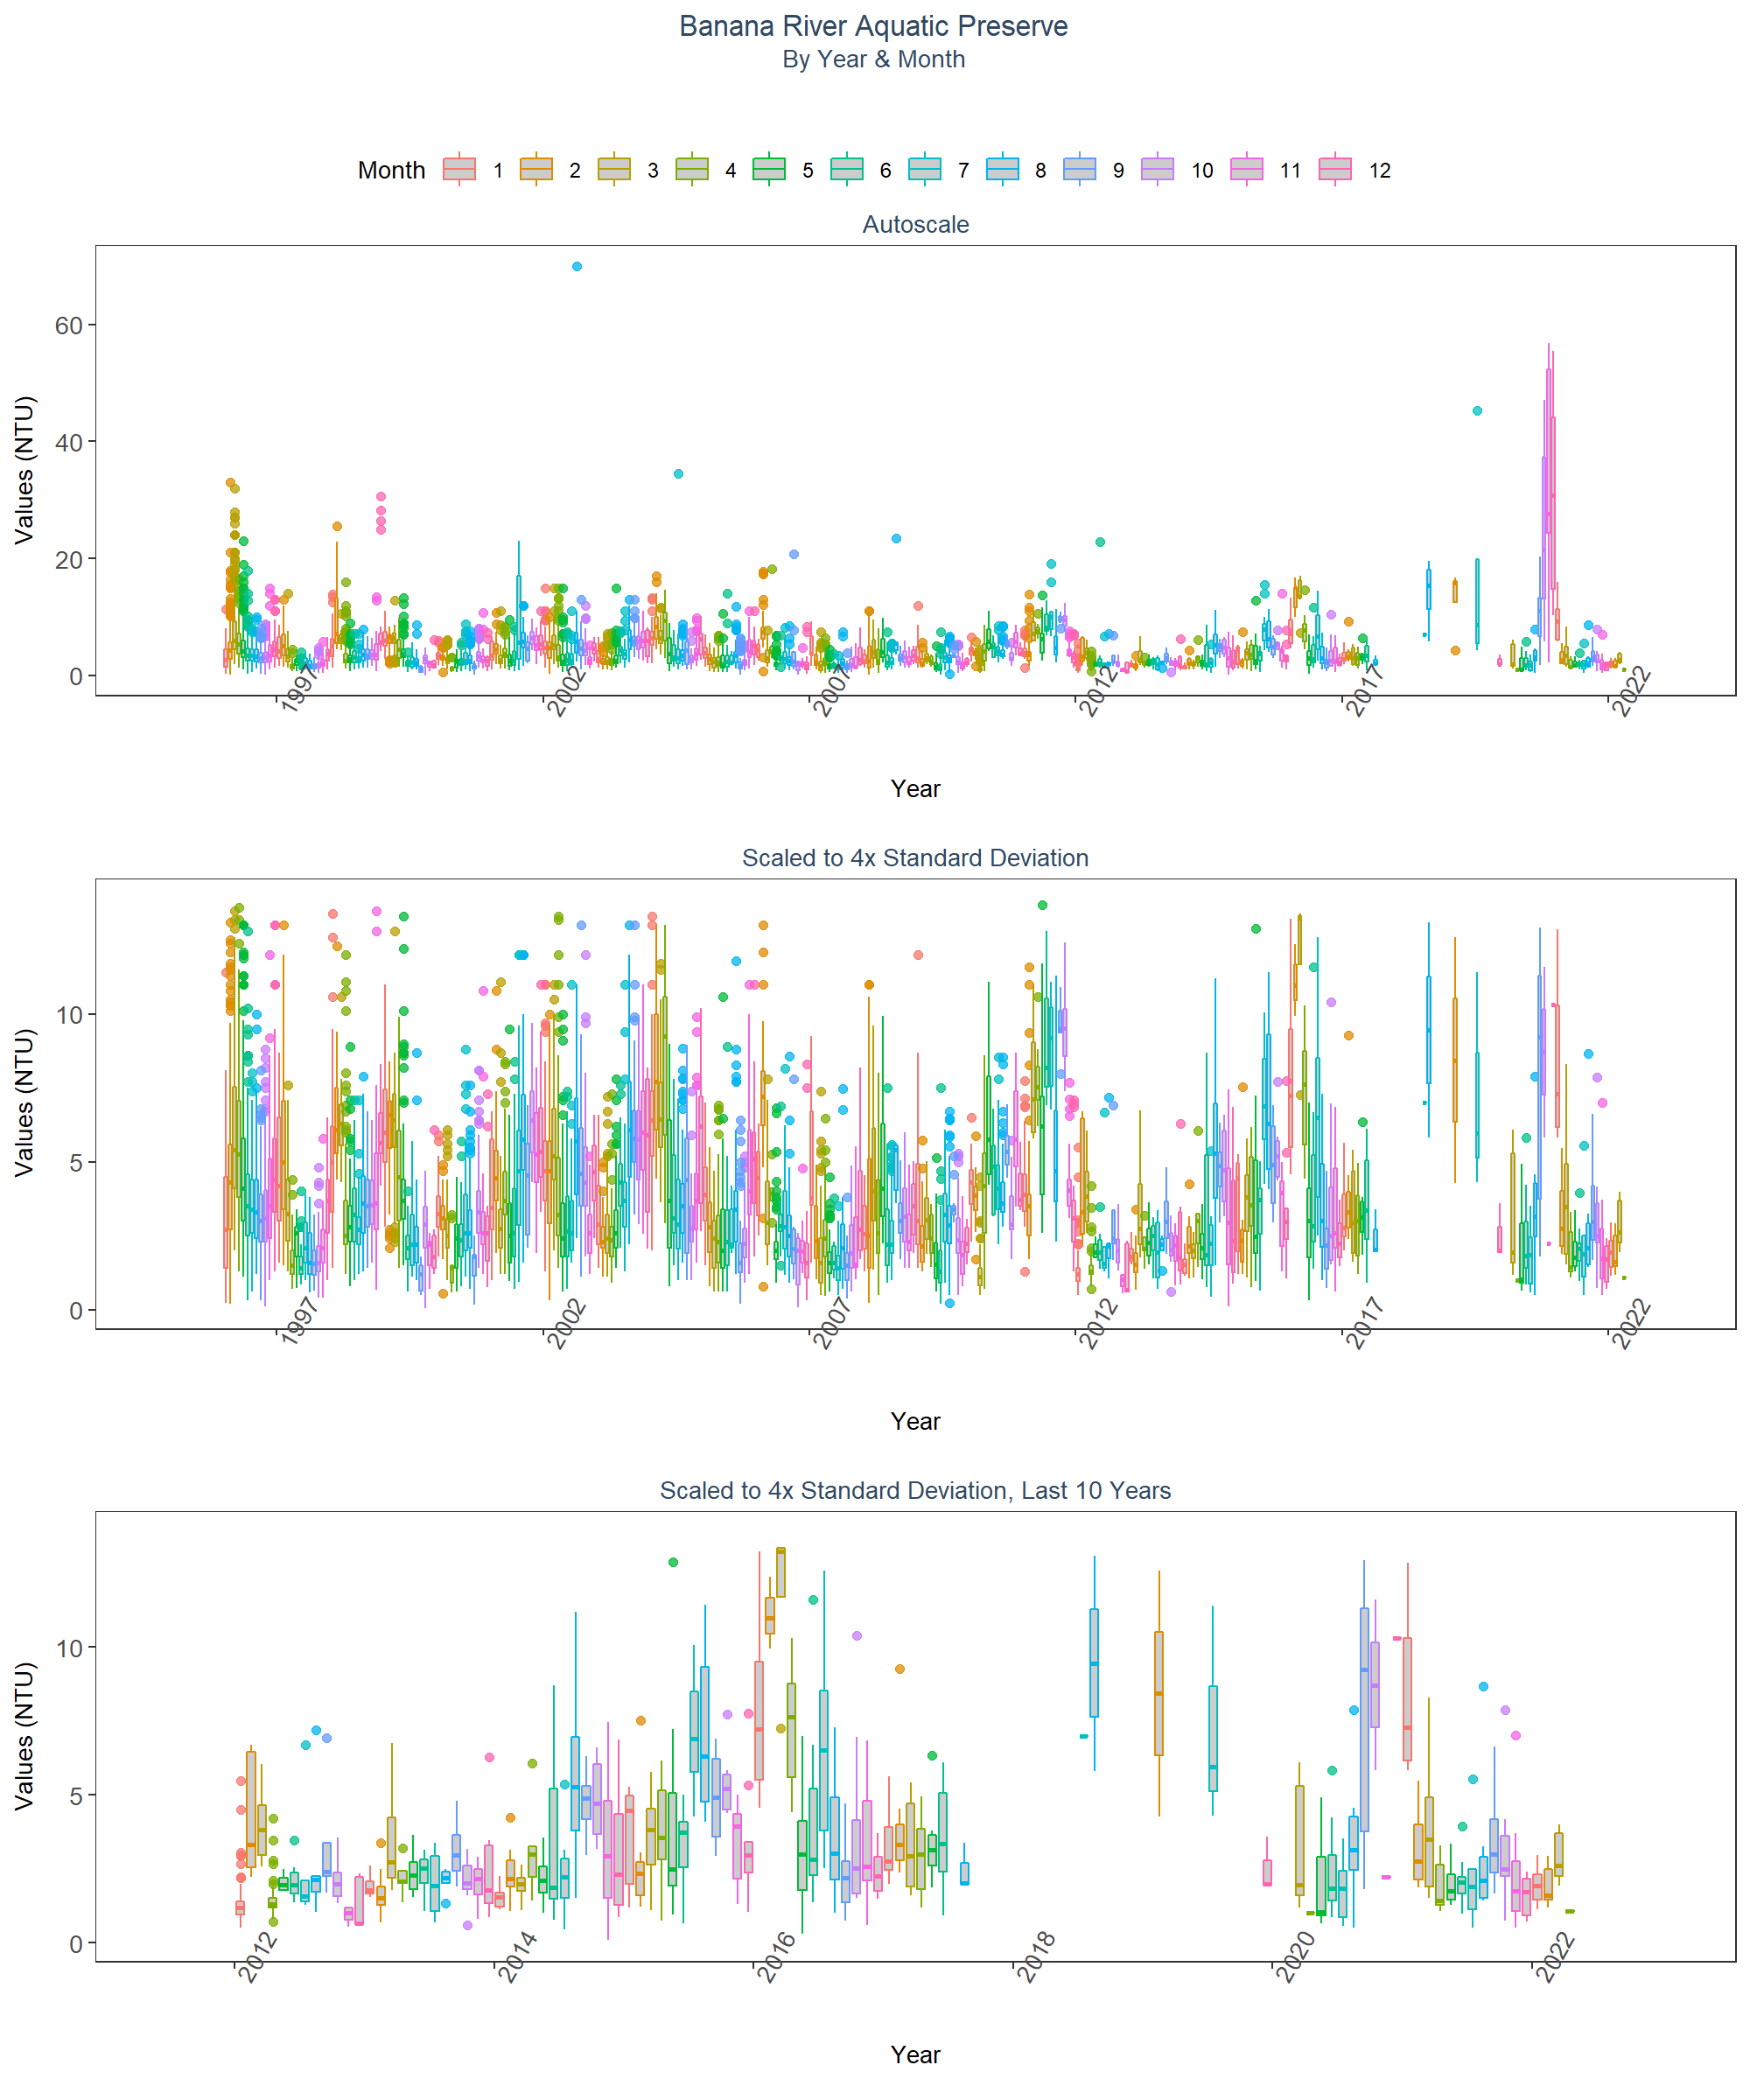 Banana River Aquatic Preserve
By Year & Month
Month 1 2 3 4 5 6 7 8 9 10 11 12
Autoscale
Values (NTU)
60
40
20
0
1997 2002 2007 2012 2017 2022
Year
Scaled to 4x Standard Deviation
Values (NTU)
10
5
0
1997 2002 2007 2012 2017 2022
Year
Scaled to 4x Standard Deviation, Last 10 Years
Values (NTU)
10
5
0
2012 2014 2016 2018 2020 2022
Year